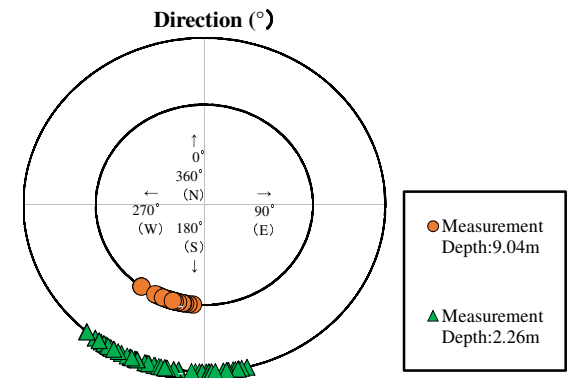 Direction (°)
↑
0°
360°
(N)
←
→
270°
90°
(W)
180°
(E)
(S)
↓
Measurement
Depth:9.04m
Measurement
Depth:2.26m